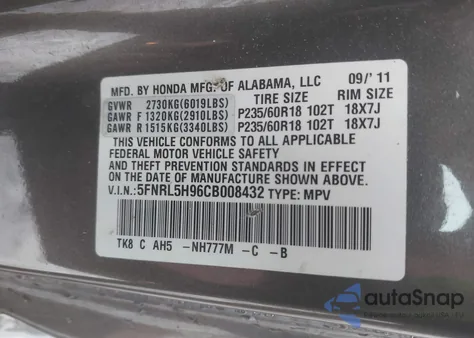 MFD. BY HONDA MFG. OF ALABAMA, LLC 09/'11
TIRE SIZE RIM SIZE
GVWR 2730KG(6019LBS)
GAWR F 1320KG(2910LBS) P235/60R18 102T 18X7J
GAWR R 1515KG(3340LBS) P235/60R18 102T 18X7J
THIS VEHICLE CONFORMS TO ALL APPLICABLE
FEDERAL MOTOR VEHICLE SAFETY
AND THEFT PREVENTION STANDARDS IN EFFECT
ON THE DATE OF MANUFACTURE SHOWN ABOVE.
V.I.N.: 5FNRL5H96CB008432 TYPE: MPV
TK8 C AH5 -NH777M -C -B
autoSnap